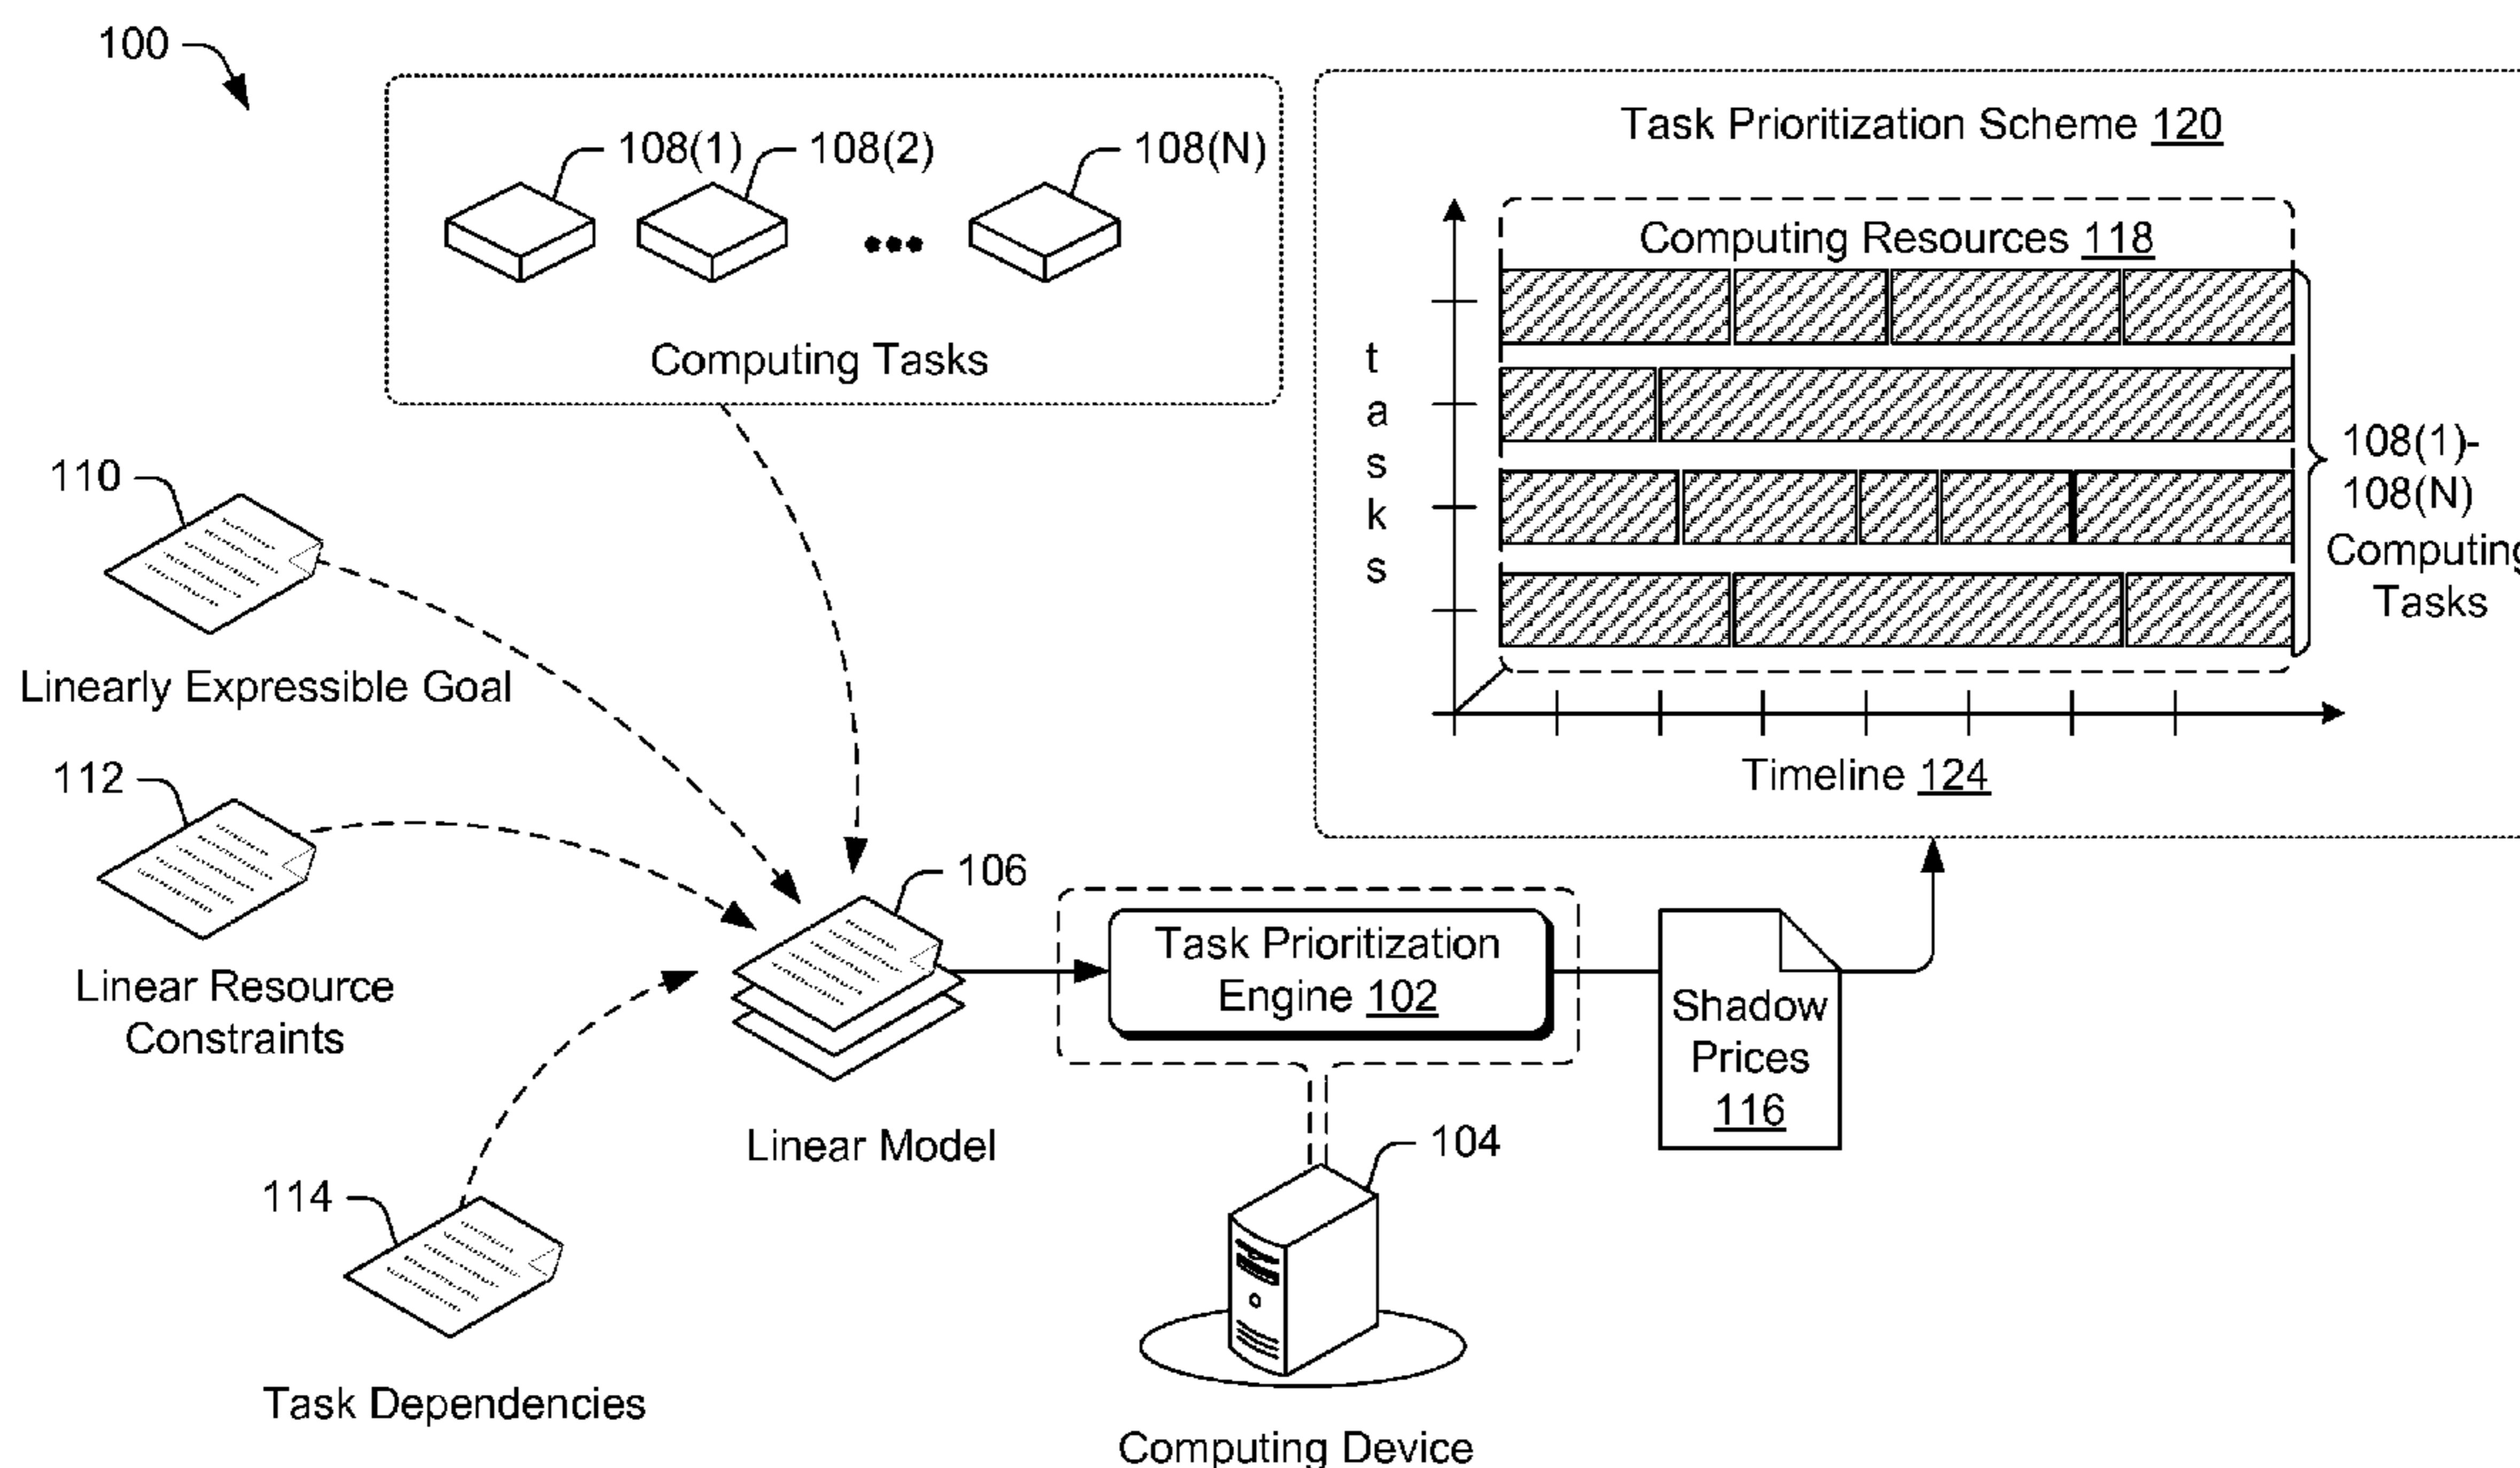 100
108(1)
108(2)
108(N)
Computing Tasks
Task Prioritization Scheme 120
Computing Resources 118
t
a
s
k
s
108(1)-
108(N)
Computing
Tasks
Timeline 124
110
Linearly Expressible Goal
112
Linear Resource
Constraints
114
Task Dependencies
106
Linear Model
Task Prioritization
Engine 102
104
Computing Device
Shadow
Prices
116